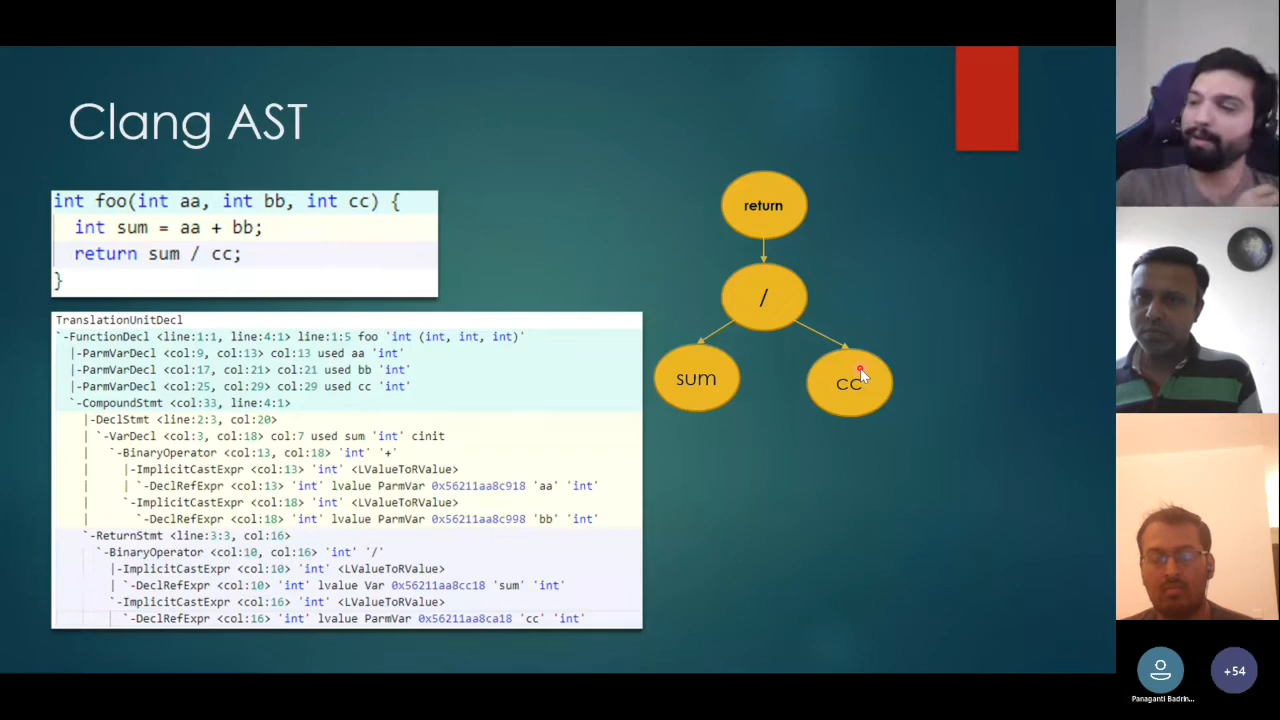 Clang AST
int foo(int aa, int bb, int cc) {
  int sum = aa + bb;
  return sum / cc;
}
TranslationUnitDecl
`-FunctionDecl <line:1:1, line:4:1> line:1:5 foo 'int (int, int, int)'
  |-ParmVarDecl <col:9, col:13> col:13 used aa 'int'
  |-ParmVarDecl <col:17, col:21> col:21 used bb 'int'
  |-ParmVarDecl <col:25, col:29> col:29 used cc 'int'
  `-CompoundStmt <col:33, line:4:1>
    |-DeclStmt <line:2:3, col:20>
    | `-VarDecl <col:3, col:18> col:7 used sum 'int' cinit
    |   `-BinaryOperator <col:13, col:18> 'int' '+'
    |     |-ImplicitCastExpr <col:13> 'int' <LValueToRValue>
    |     | `-DeclRefExpr <col:13> 'int' lvalue ParmVar 0x56211aa8c918 'aa' 'int'
    |     `-ImplicitCastExpr <col:18> 'int' <LValueToRValue>
    |       `-DeclRefExpr <col:18> 'int' lvalue ParmVar 0x56211aa8c998 'bb' 'int'
    `-ReturnStmt <line:3:3, col:16>
      `-BinaryOperator <col:10, col:16> 'int' '/'
        |-ImplicitCastExpr <col:10> 'int' <LValueToRValue>
        | `-DeclRefExpr <col:10> 'int' lvalue Var 0x56211aa8cc18 'sum' 'int'
        `-ImplicitCastExpr <col:16> 'int' <LValueToRValue>
          `-DeclRefExpr <col:16> 'int' lvalue ParmVar 0x56211aa8ca18 'cc' 'int'
return
/
sum
cc
Panaganti Badrin...
+54